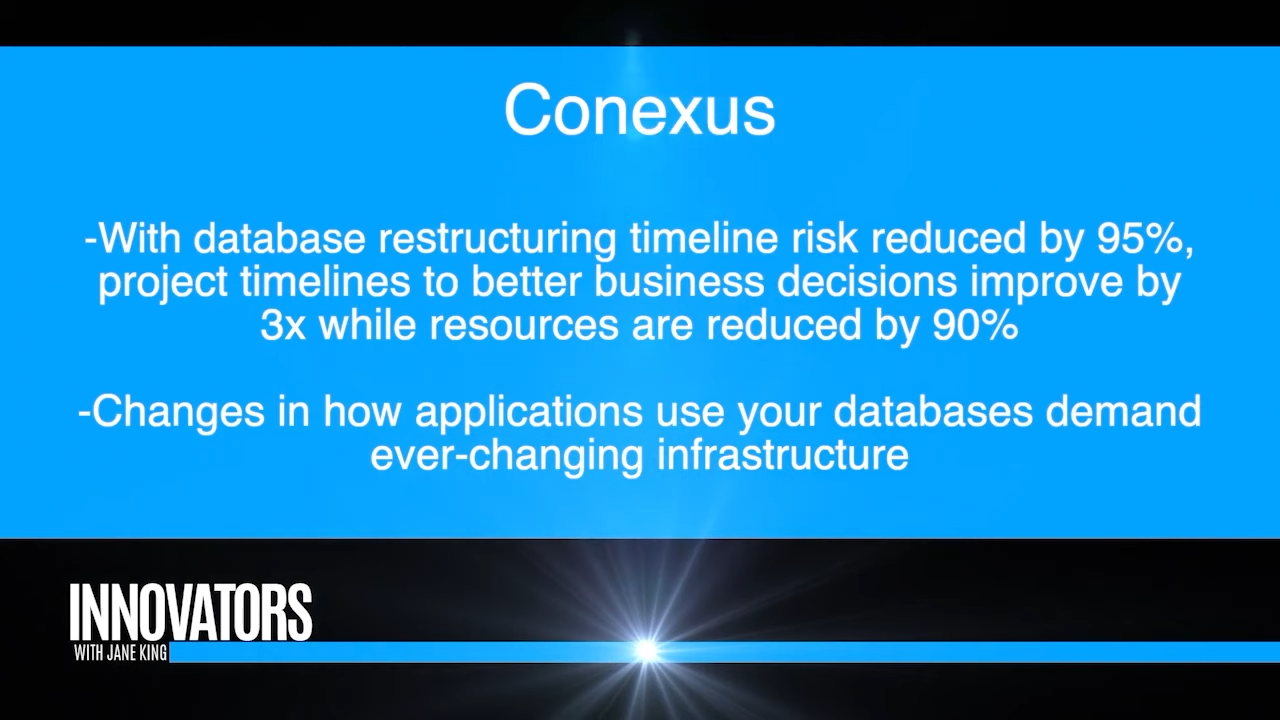 Conexus
-With database restructuring timeline risk reduced by 95%,
project timelines to better business decisions improve by
3x while resources are reduced by 90%
-Changes in how applications use your databases demand
ever-changing infrastructure
INNOVATORS
WITH JANE KING